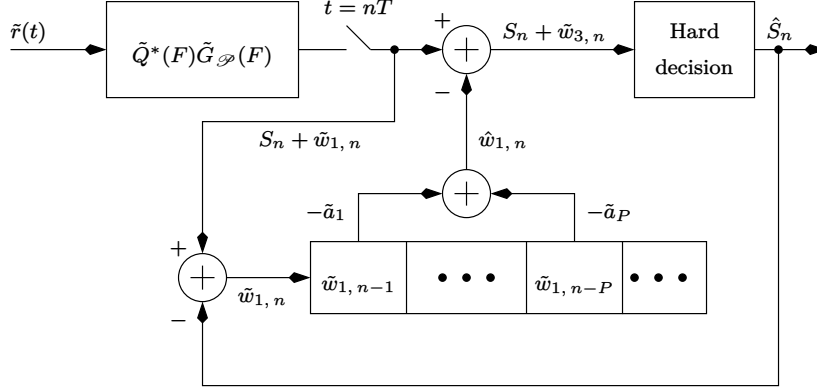 t = nT
r̃(t)
Q̃*(F)G̃𝒫(F)
+
S_n + w̃_{3, n}
Hard
decision
Ŝ_n
−
S_n + w̃_{1, n}
ŵ_{1, n}
−ã_1
−ã_P
+
w̃_{1, n}
w̃_{1, n−1}
• • •
w̃_{1, n−P}
• • •
−